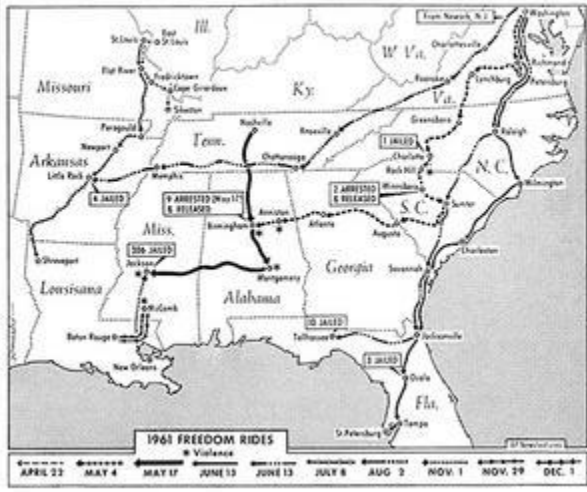 From Newark, N.J.
Washington
Ill.
East
St. Louis
St. Louis
W. Va.
Charlottesville
Richmond
Flat River
Fredricktown
Cape Girardeau
Sikeston
Missouri
Ky.
Roanoke
Va.
Lynchburg
Petersburg
Paragould
Nashville
Greensboro
Newport
Tenn.
Knoxville
1 JAILED
Raleigh
Arkansas
Little Rock
Memphis
Chattanooga
Charlotte
Rock Hill
N. C.
4 JAILED
9 ARRESTED (May 17)
& RELEASED
2 ARRESTED
& RELEASED
Winnsboro
Wilmington
Miss.
Birmingham
Anniston
Atlanta
S. C.
Sumter
Augusta
306 JAILED
Jackson
Shreveport
Montgomery
Georgia
Savannah
Charleston
Lousisana
McComb
Alabama
10 JAILED
Baton Rouge
Tallhassee
Jacksonville
New Orleans
3 JAILED
Ocala
Fla.
Tampa
St. Petersburg
1961 FREEDOM RIDES
* Violence
AP Newsfeatures
APRIL 22 MAY 4 MAY 17 JUNE 13 JUNE 13 JULY 8 AUG 2 NOV. 1 NOV. 29 DEC. 1